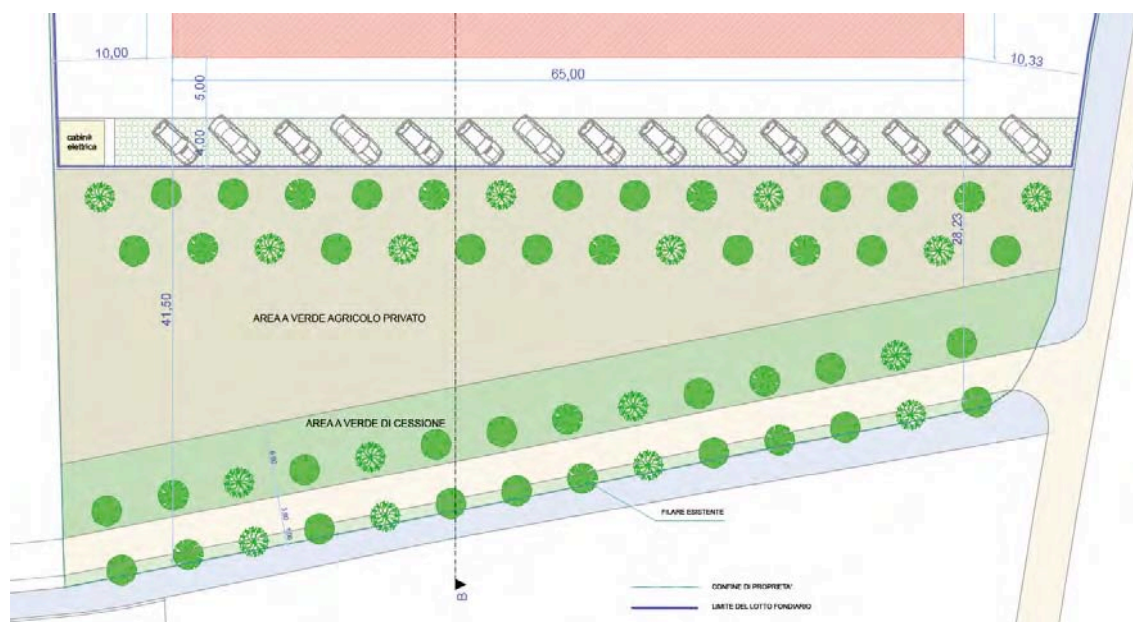 10,00
65,00
10,33
5,00
cabina
elettrica
4,00
28,23
41,50
AREA A VERDE AGRICOLO PRIVATO
AREA A VERDE DI CESSIONE
FILARE ESISTENTE
B
CONFINE DI PROPRIETA'
LIMITE DEL LOTTO FONDIARIO